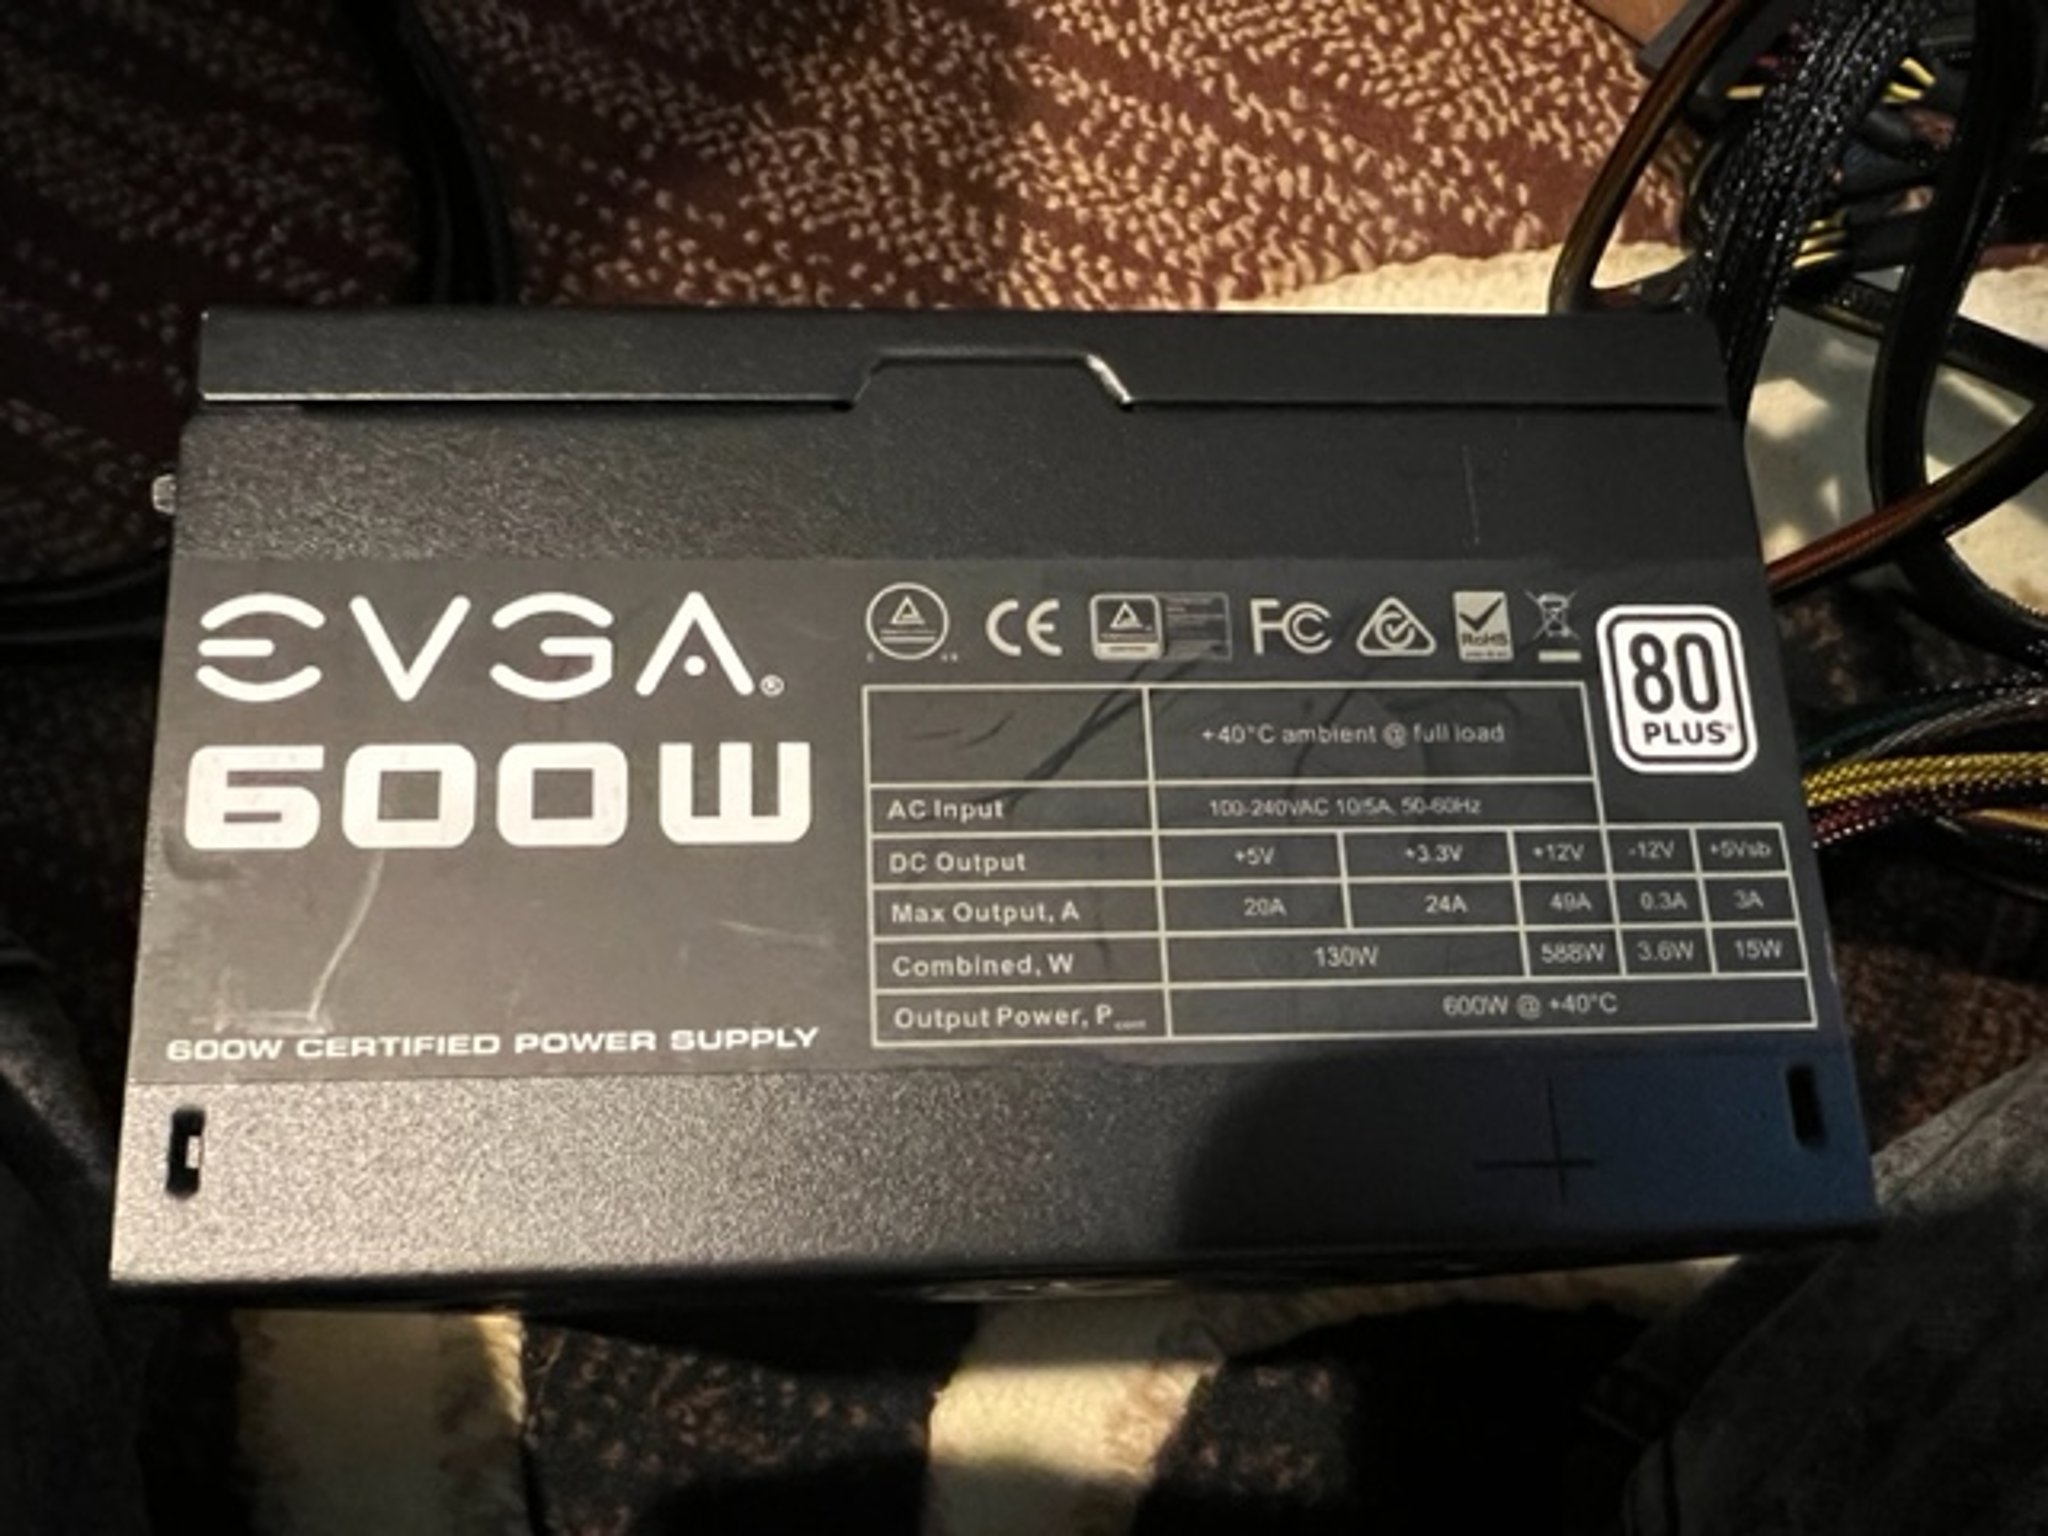 EVGA®
600W
600W CERTIFIED POWER SUPPLY
CE
FC
RoHS
80
PLUS®
+40°C ambient @ full load
AC Input 100-240VAC 10/5A, 50-60Hz
DC Output +5V +3.3V +12V -12V +5Vsb
Max Output, A 20A 24A 49A 0.3A 3A
Combined, W 130W 588W 3.6W 15W
Output Power, Pcont 600W @ +40°C